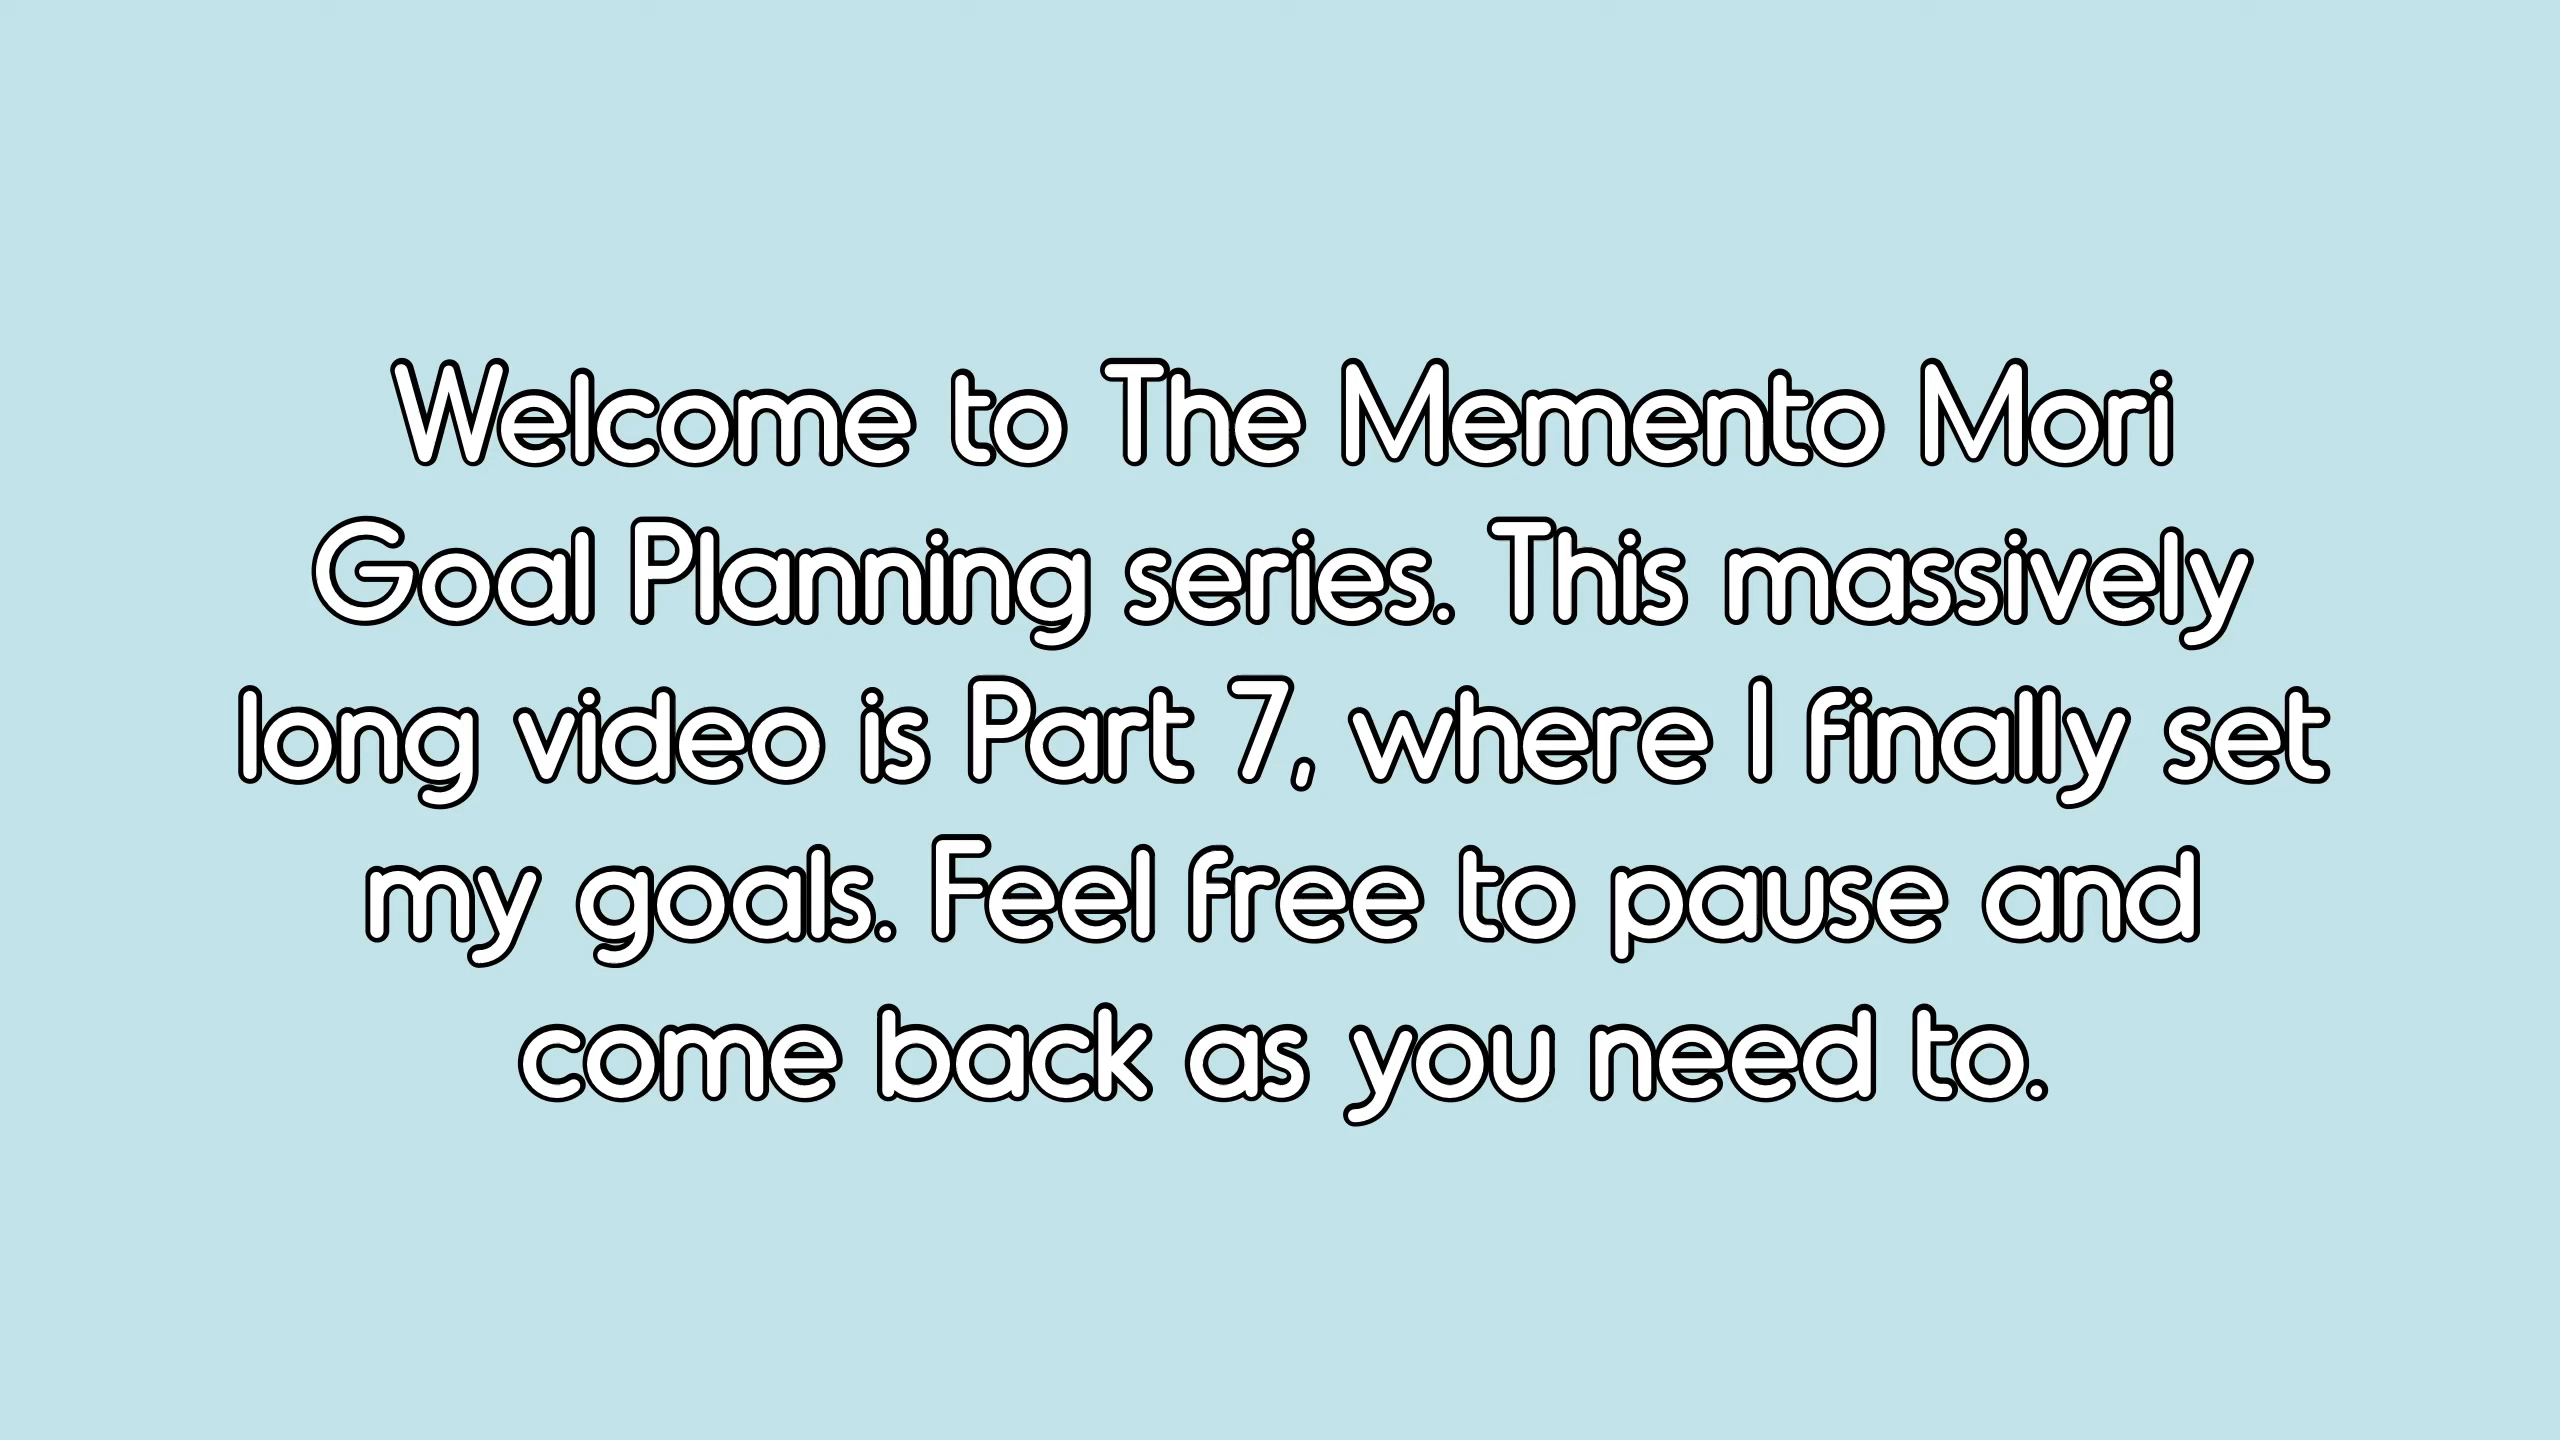 Welcome to The Memento Mori
Goal Planning series. This massively
long video is Part 7, where I finally set
my goals. Feel free to pause and
come back as you need to.